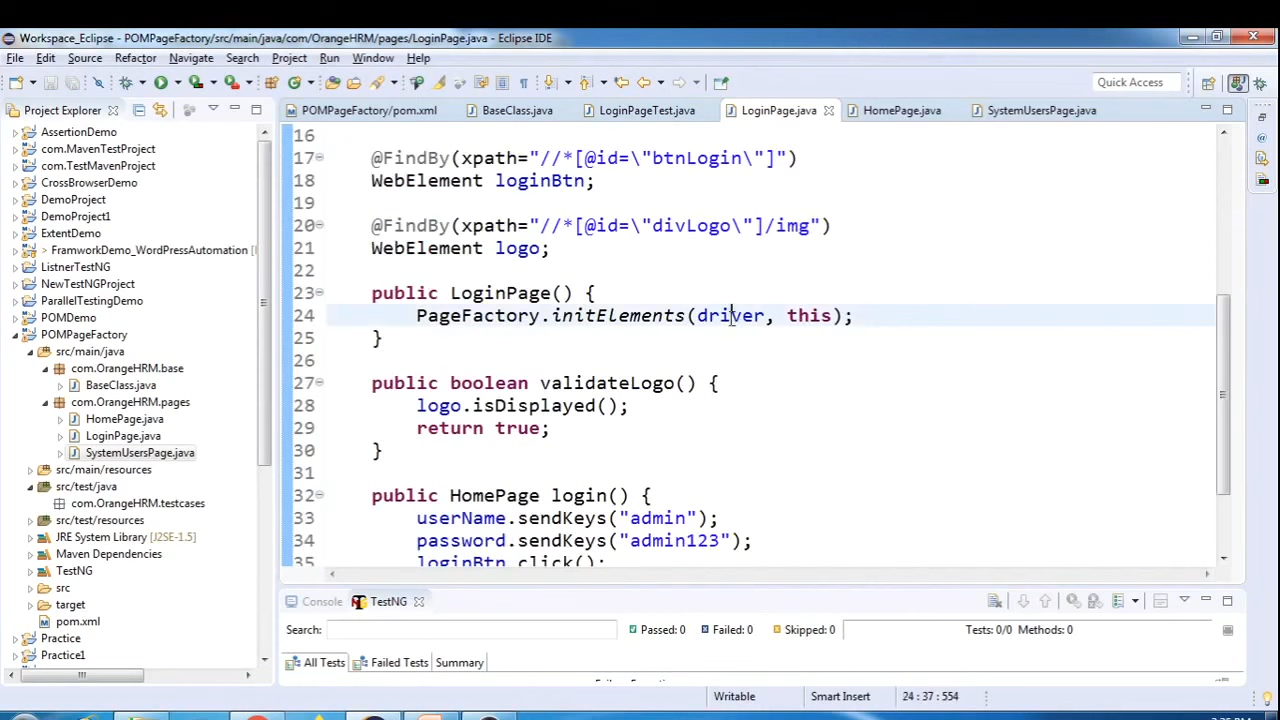 Workspace_Eclipse - POMPageFactory/src/main/java/com/OrangeHRM/pages/LoginPage.java - Eclipse IDE
File Edit Source Refactor Navigate Search Project Run Window Help
Quick Access
Project Explorer
POMPageFactory/pom.xml BaseClass.java LoginPageTest.java LoginPage.java HomePage.java SystemUsersPage.java
AssertionDemo
com.MavenTestProject
com.TestMavenProject
CrossBrowserDemo
DemoProject
DemoProject1
ExtentDemo
> FramworkDemo_WordPressAutomation [
ListnerTestNG
NewTestNGProject
ParallelTestingDemo
POMDemo
POMPageFactory
src/main/java
com.OrangeHRM.base
BaseClass.java
com.OrangeHRM.pages
HomePage.java
LoginPage.java
SystemUsersPage.java
src/main/resources
src/test/java
com.OrangeHRM.testcases
src/test/resources
JRE System Library [J2SE-1.5]
Maven Dependencies
TestNG
src
target
pom.xml
Practice
Practice1
16
17 @FindBy(xpath="//*[@id=\"btnLogin\"]")
18 WebElement loginBtn;
19
20 @FindBy(xpath="//*[@id=\"divLogo\"]/img")
21 WebElement logo;
22
23 public LoginPage() {
24 PageFactory.initElements(driver, this);
25 }
26
27 public boolean validateLogo() {
28 logo.isDisplayed();
29 return true;
30 }
31
32 public HomePage login() {
33 userName.sendKeys("admin");
34 password.sendKeys("admin123");
35 loginBtn.click();
Console TestNG
Search: Passed: 0 Failed: 0 Skipped: 0 Tests: 0/0 Methods: 0
All Tests Failed Tests Summary
Writable Smart Insert 24 : 37 : 554